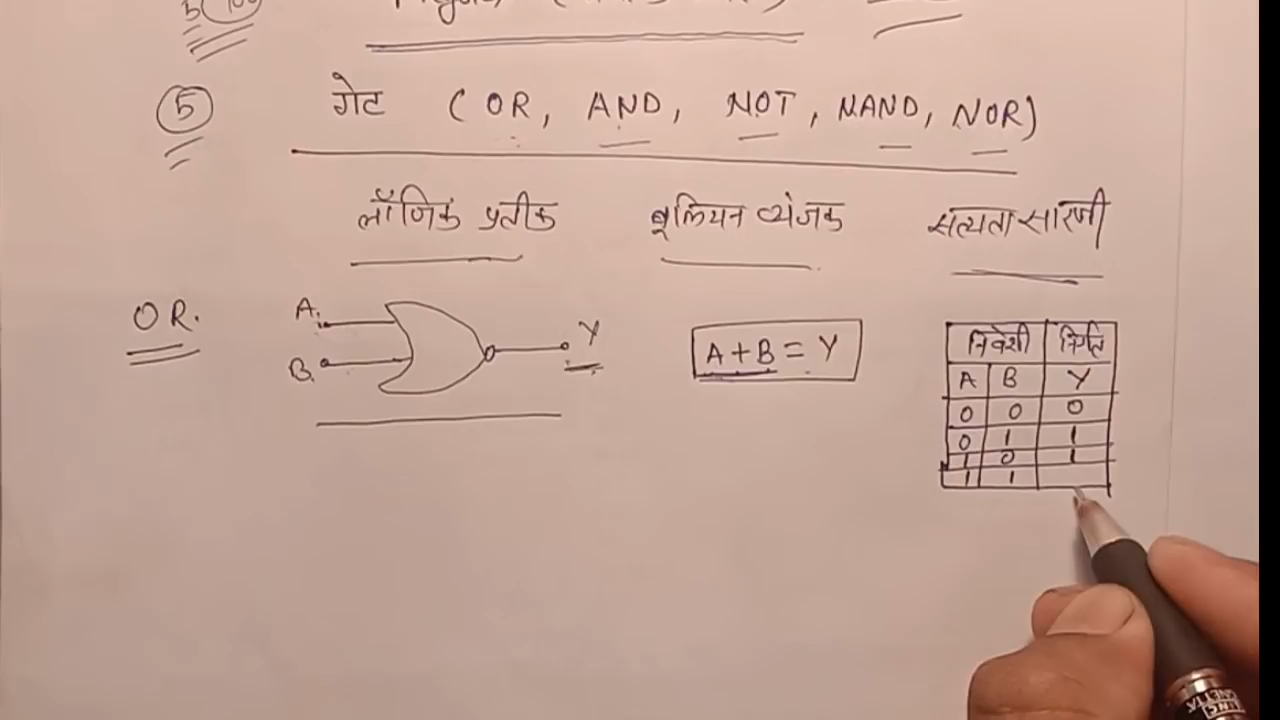 5
गेट ( OR, AND, NOT, NAND, NOR)
लॉजिक प्रतीक बूलियन व्यंजक सत्यता सारणी
OR.
A.
B.
Y
A+B = Y
निवेशी निर्गत
A B Y
0 0 0
0 1 1
1 0 1
1 1